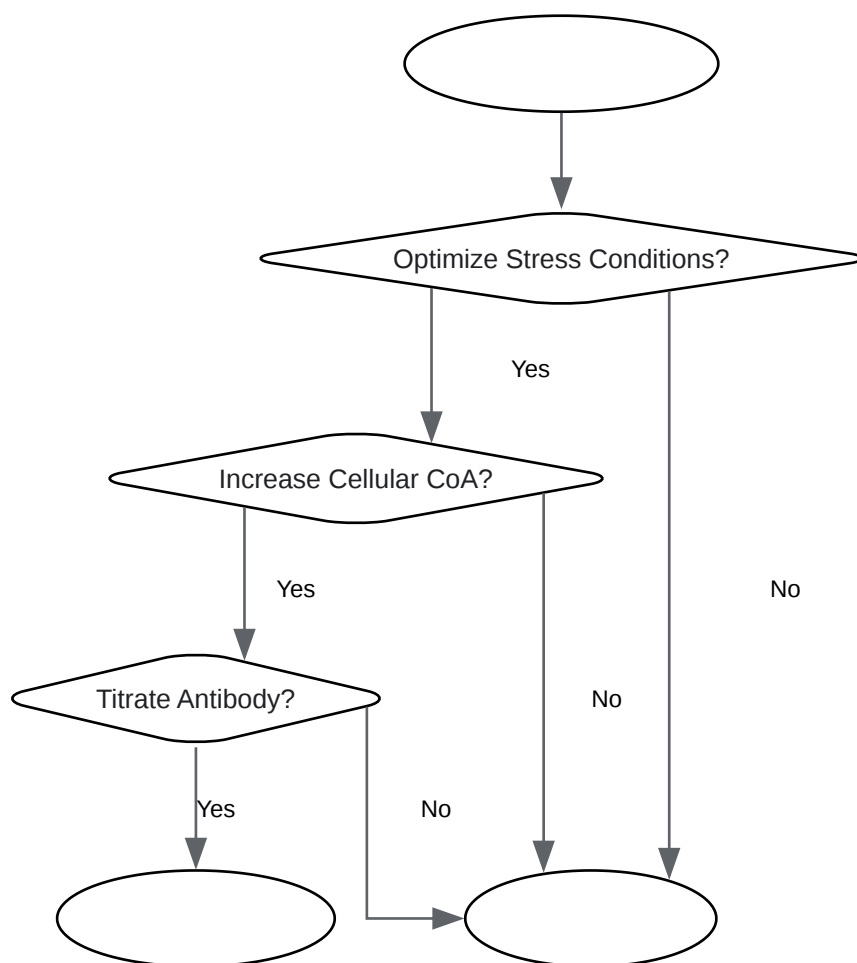 Optimize Stress Conditions?
Yes
Increase Cellular CoA?
Yes
No
Titrate Antibody?
No
Yes
No